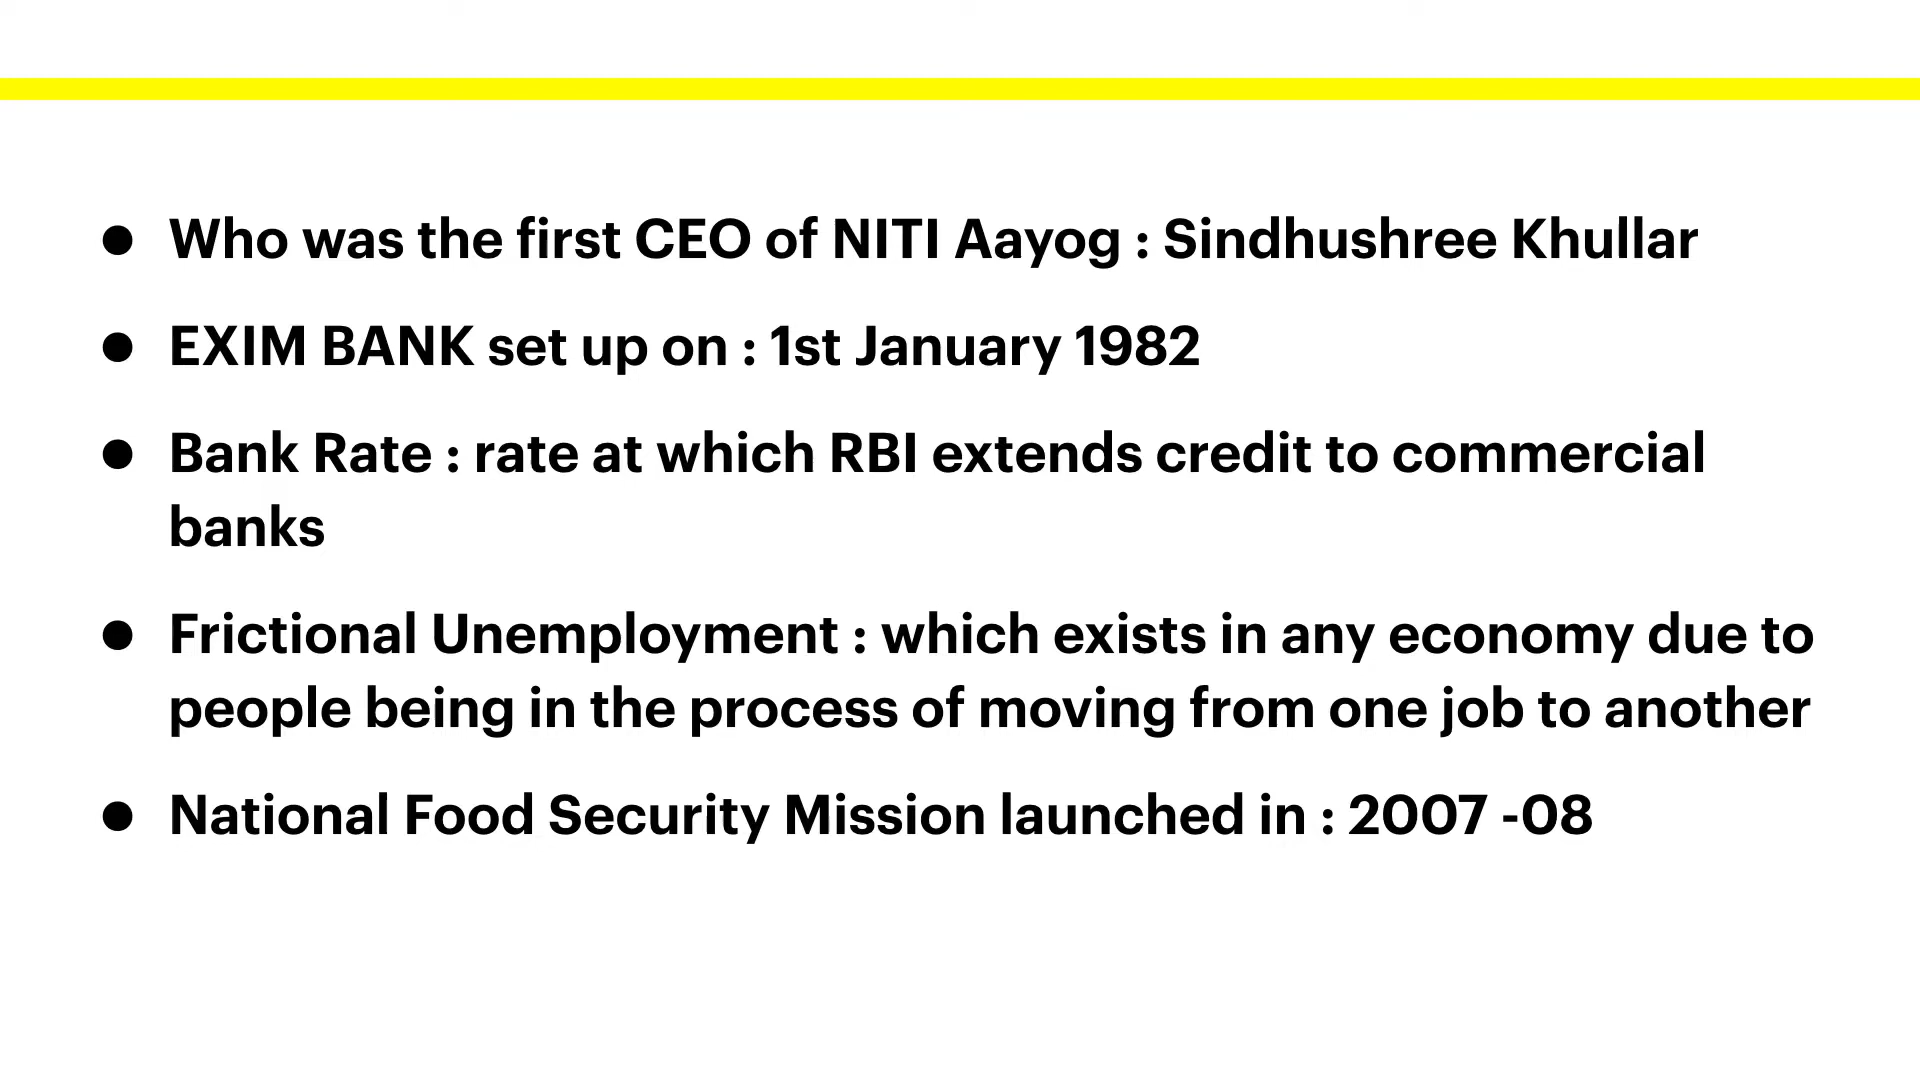 ● Who was the first CEO of NITI Aayog : Sindhushree Khullar
● EXIM BANK set up on : 1st January 1982
● Bank Rate : rate at which RBI extends credit to commercial
banks
● Frictional Unemployment : which exists in any economy due to
people being in the process of moving from one job to another
● National Food Security Mission launched in : 2007 -08